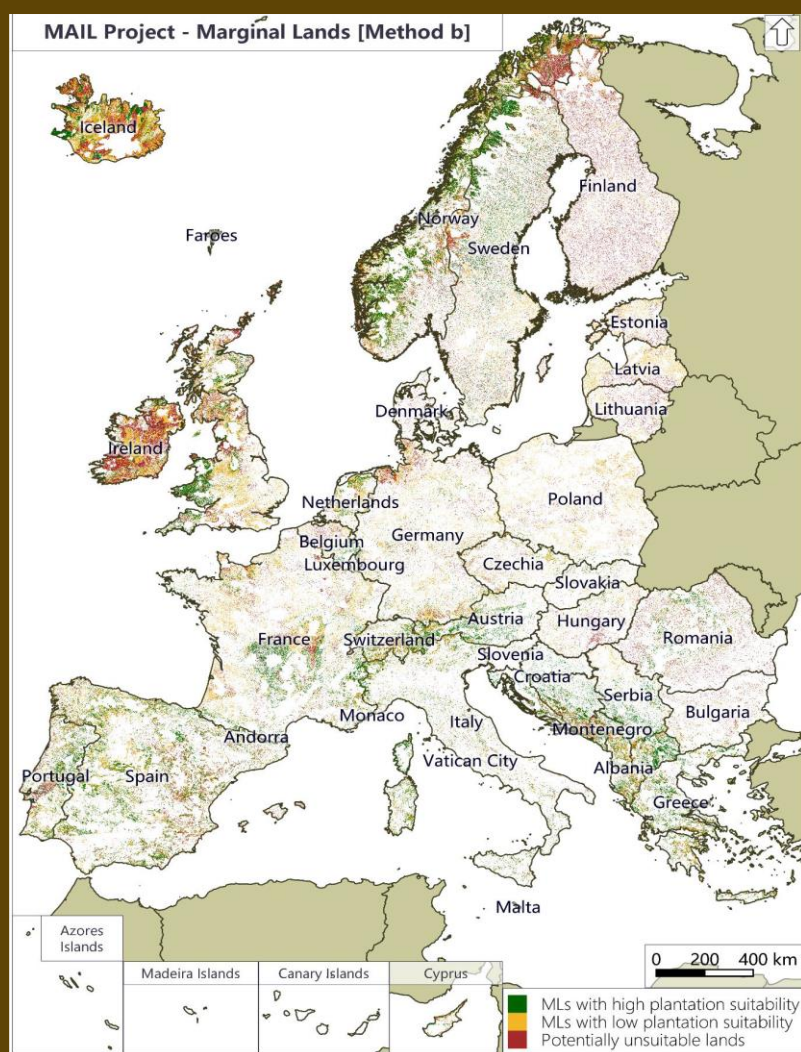 MAIL Project - Marginal Lands [Method b]
Iceland
Finland
Norway
Faroes
Sweden
Estonia
Latvia
Denmark
Lithuania
Ireland
Netherlands
Poland
Germany
Belgium
Luxembourg
Czechia
Slovakia
Austria
Hungary
France
Switzerland
Romania
Slovenia
Croatia
Serbia
Monaco
Italy
Bulgaria
Andorra
Montenegro
Vatican City
Portugal
Spain
Albania
Greece
Malta
Azores
Islands
Madeira Islands
Canary Islands
Cyprus
0 200 400 km
MLs with high plantation suitability
MLs with low plantation suitability
Potentially unsuitable lands